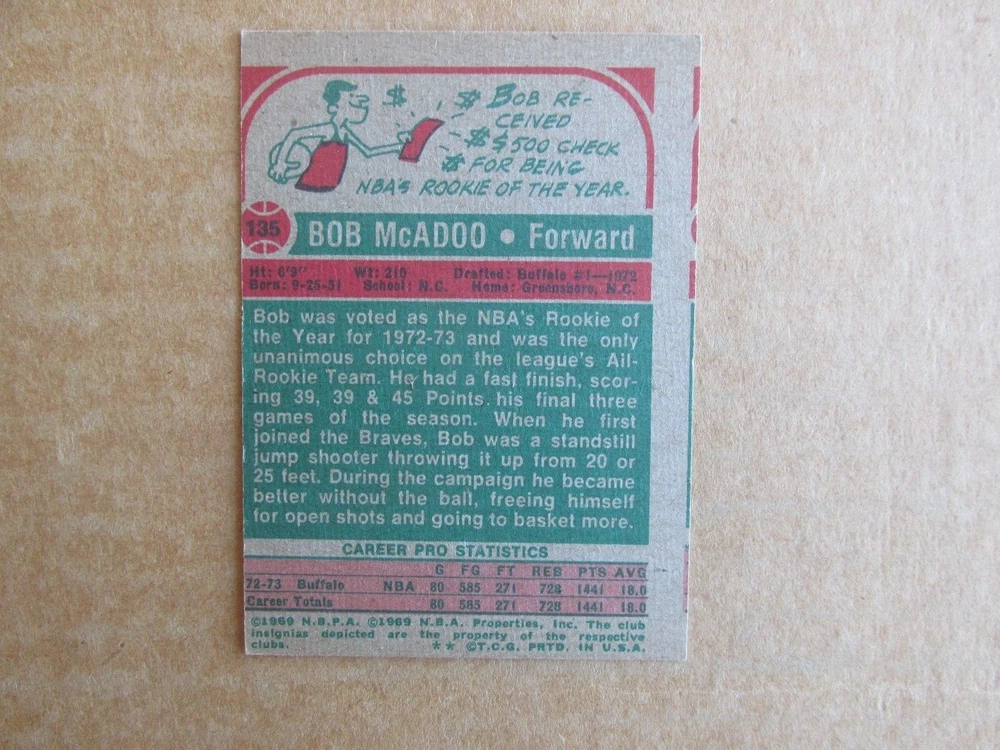 $ $ BOB RE-
CEIVED
$ $500 CHECK
$ FOR BEING
NBA'S ROOKIE OF THE YEAR.
135 BOB McADOO • Forward
Ht: 6'9" Wt: 210 Drafted: Buffalo #1—1972
Born: 9-25-51 School: N.C. Home: Greensboro, N.C.
Bob was voted as the NBA's Rookie of
the Year for 1972-73 and was the only
unanimous choice on the league's All-
Rookie Team. He had a fast finish, scor-
ing 39, 39 & 45 Points his final three
games of the season. When he first
joined the Braves, Bob was a standstill
jump shooter throwing it up from 20 or
25 feet. During the campaign he became
better without the ball, freeing himself
for open shots and going to basket more.
CAREER PRO STATISTICS
G FG FT REB PTS AVG
72-73 Buffalo NBA 80 585 271 728 1441 18.0
Career Totals 80 585 271 728 1441 18.0
©1969 N.B.P.A. ©1969 N.B.A. Properties, Inc. The club
insignias depicted are the property of the respective
clubs. ** ©T.C.G. PRTD. IN U.S.A.